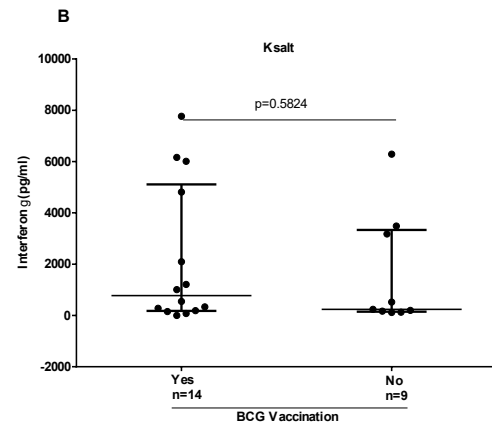 B
Ksalt
p=0.5824
10000
8000
6000
4000
2000
0
-2000
Interferon g(pg/ml)
Yes
n=14
No
n=9
BCG Vaccination